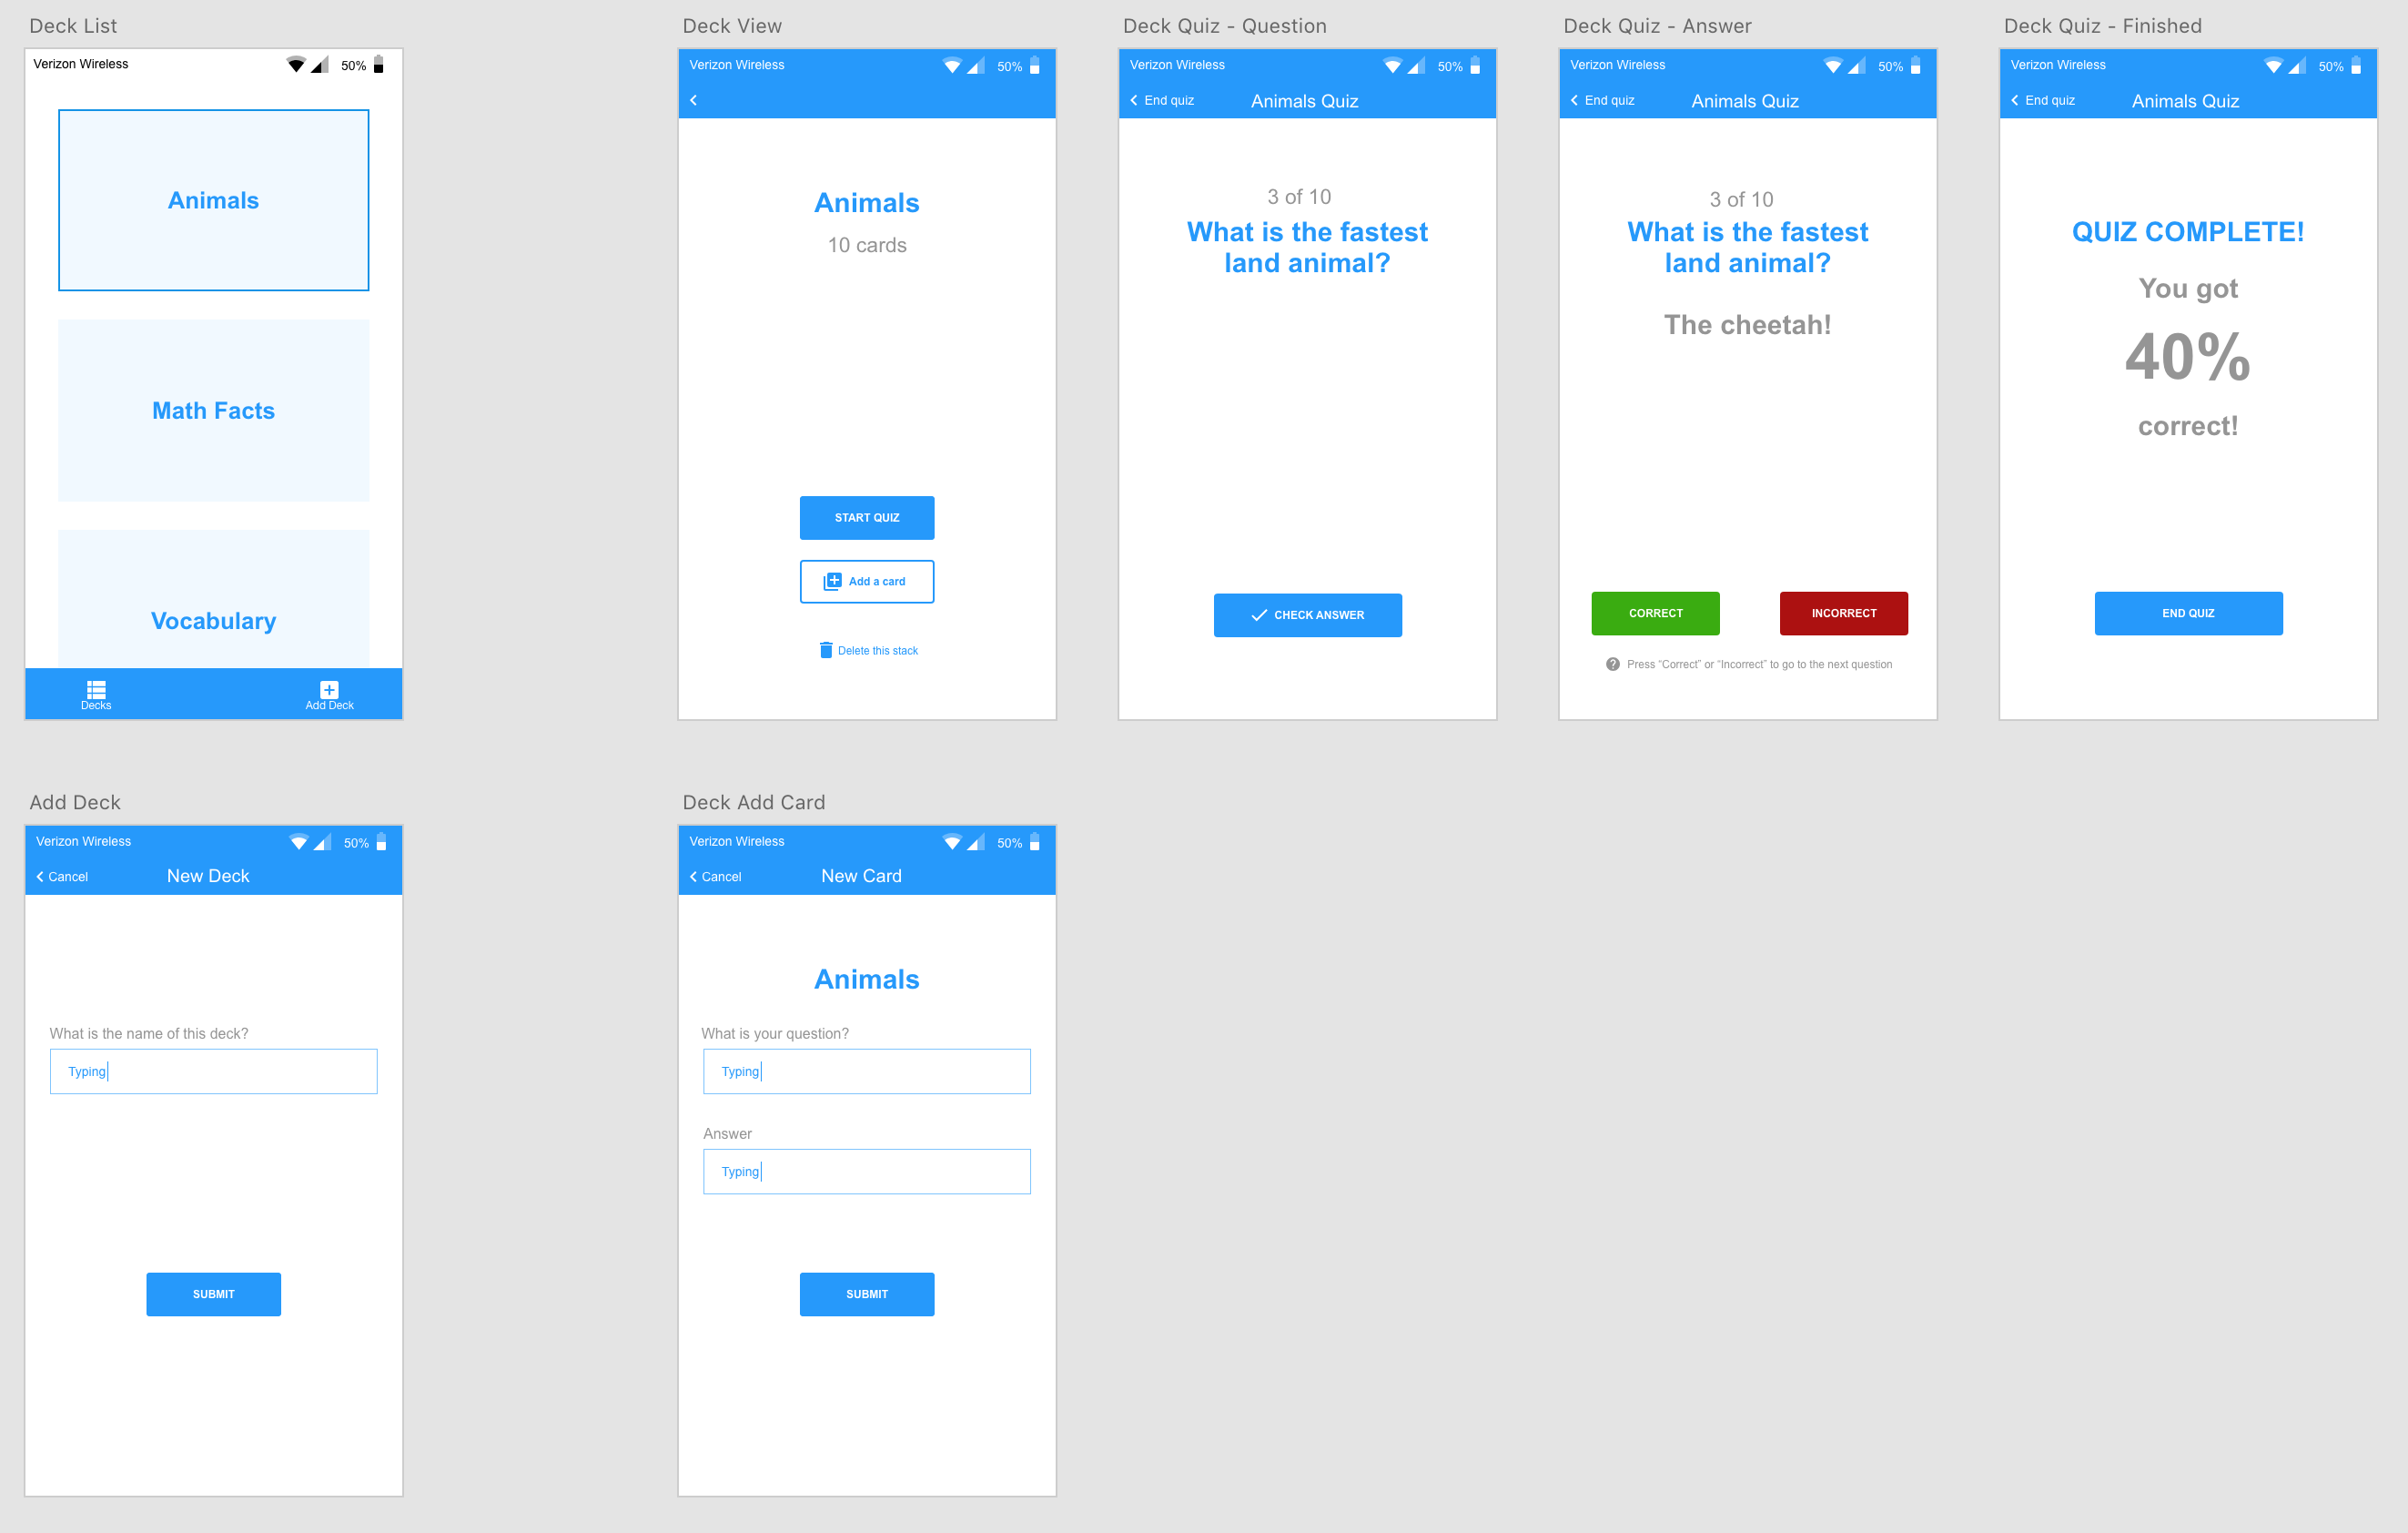 Deck List
Verizon Wireless
50%
Animals
Math Facts
Vocabulary
Decks
Add Deck
Deck View
Verizon Wireless
50%
Animals
10 cards
START QUIZ
Add a card
Delete this stack
Deck Quiz - Question
Verizon Wireless
50%
End quiz
Animals Quiz
3 of 10
What is the fastest
land animal?
CHECK ANSWER
Deck Quiz - Answer
Verizon Wireless
50%
End quiz
Animals Quiz
3 of 10
What is the fastest
land animal?
The cheetah!
CORRECT
INCORRECT
Press “Correct” or “Incorrect” to go to the next question
Deck Quiz - Finished
Verizon Wireless
50%
End quiz
Animals Quiz
QUIZ COMPLETE!
You got
40%
correct!
END QUIZ
Add Deck
Verizon Wireless
50%
Cancel
New Deck
What is the name of this deck?
Typing
SUBMIT
Deck Add Card
Verizon Wireless
50%
Cancel
New Card
Animals
What is your question?
Typing
Answer
Typing
SUBMIT